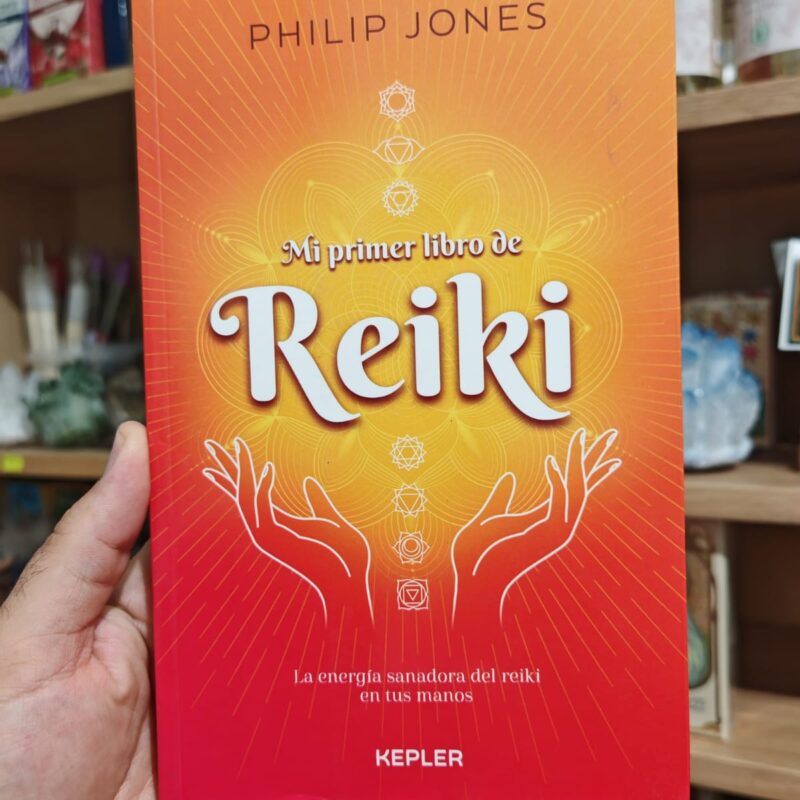 PHILIP JONES
Mi primer libro de
Reiki
La energía sanadora del reiki
en tus manos
KEPLER